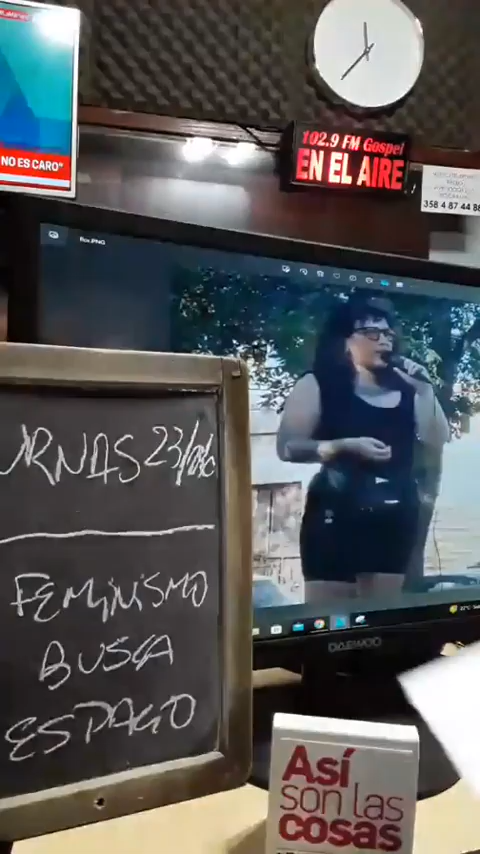 NO ES CARO"
102.9 FM Gospel
EN EL AIRE
358 4 87 44 88
URNAS 23/
FEMINISMO
BUSCA
ESPACIO
DAEWOO
Así
son las
cosas